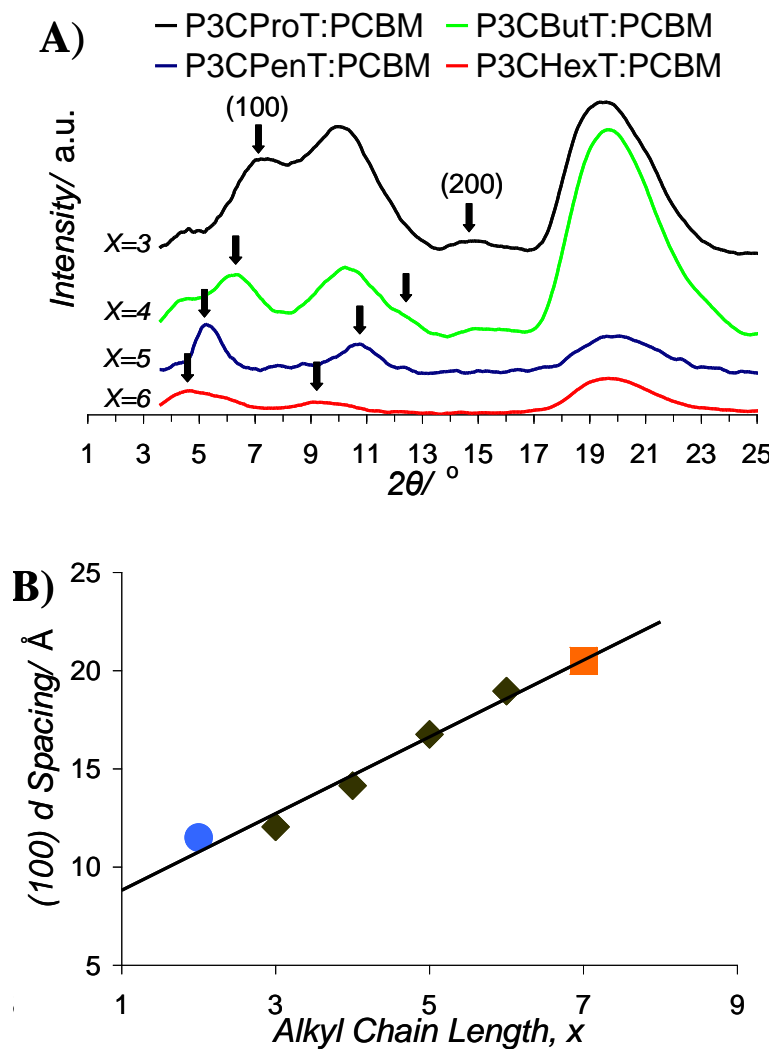 A)
P3CProT:PCBM P3CButT:PCBM
P3CPenT:PCBM P3CHexT:PCBM
Intensity/ a.u.
(100)
(200)
X=3
X=4
X=5
X=6
1 3 5 7 9 11 13 15 17 19 21 23 25
2θ/ °
B)
(100) d Spacing/ Å
25
20
15
10
5
1 3 5 7 9
Alkyl Chain Length, x